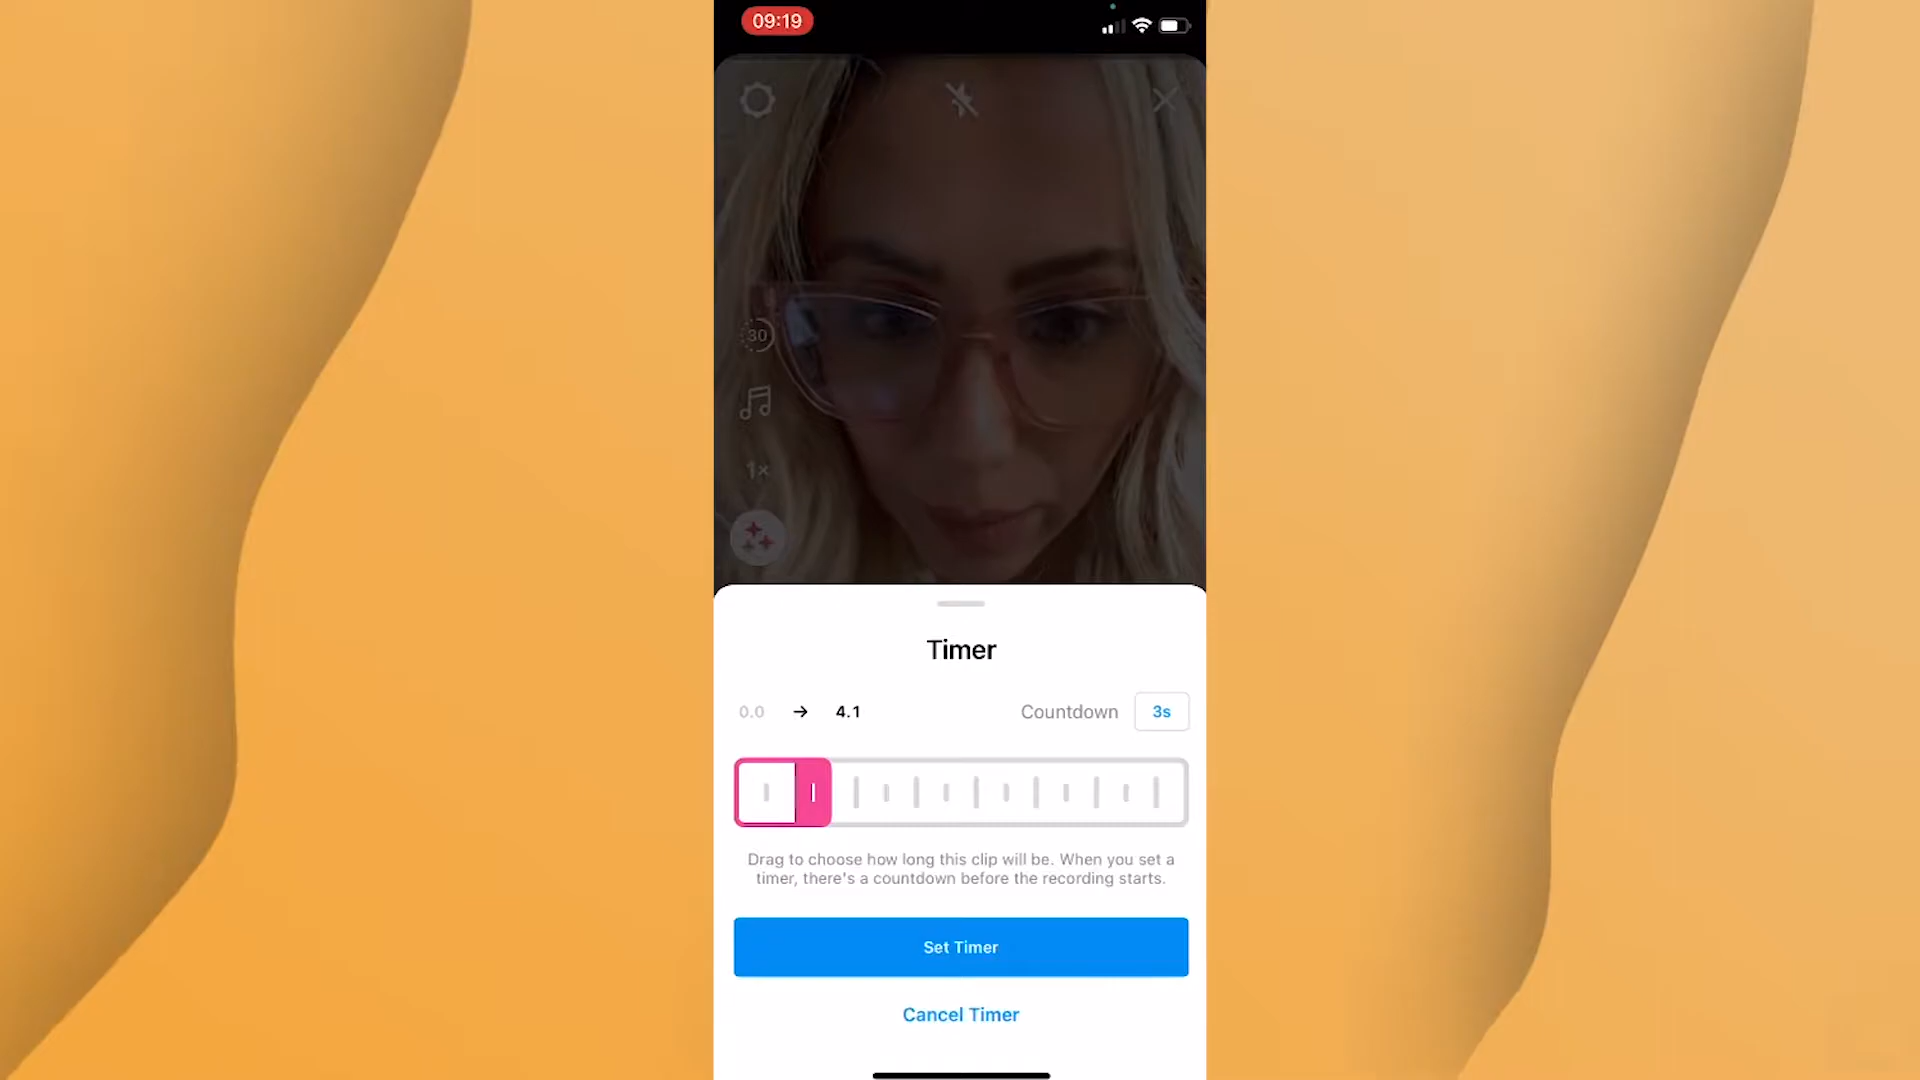 09:19
30
1×
Timer
0.0 → 4.1 Countdown 3s
Drag to choose how long this clip will be. When you set a
timer, there's a countdown before the recording starts.
Set Timer
Cancel Timer